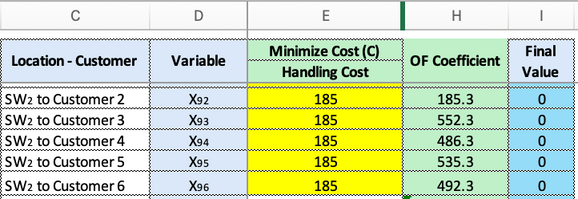 C D E H I
Location - Customer Variable Minimize Cost (C) OF Coefficient Final Value
Handling Cost
SW2 to Customer 2 X92 185 185.3 0
SW2 to Customer 3 X93 185 552.3 0
SW2 to Customer 4 X94 185 486.3 0
SW2 to Customer 5 X95 185 535.3 0
SW2 to Customer 6 X96 185 492.3 0